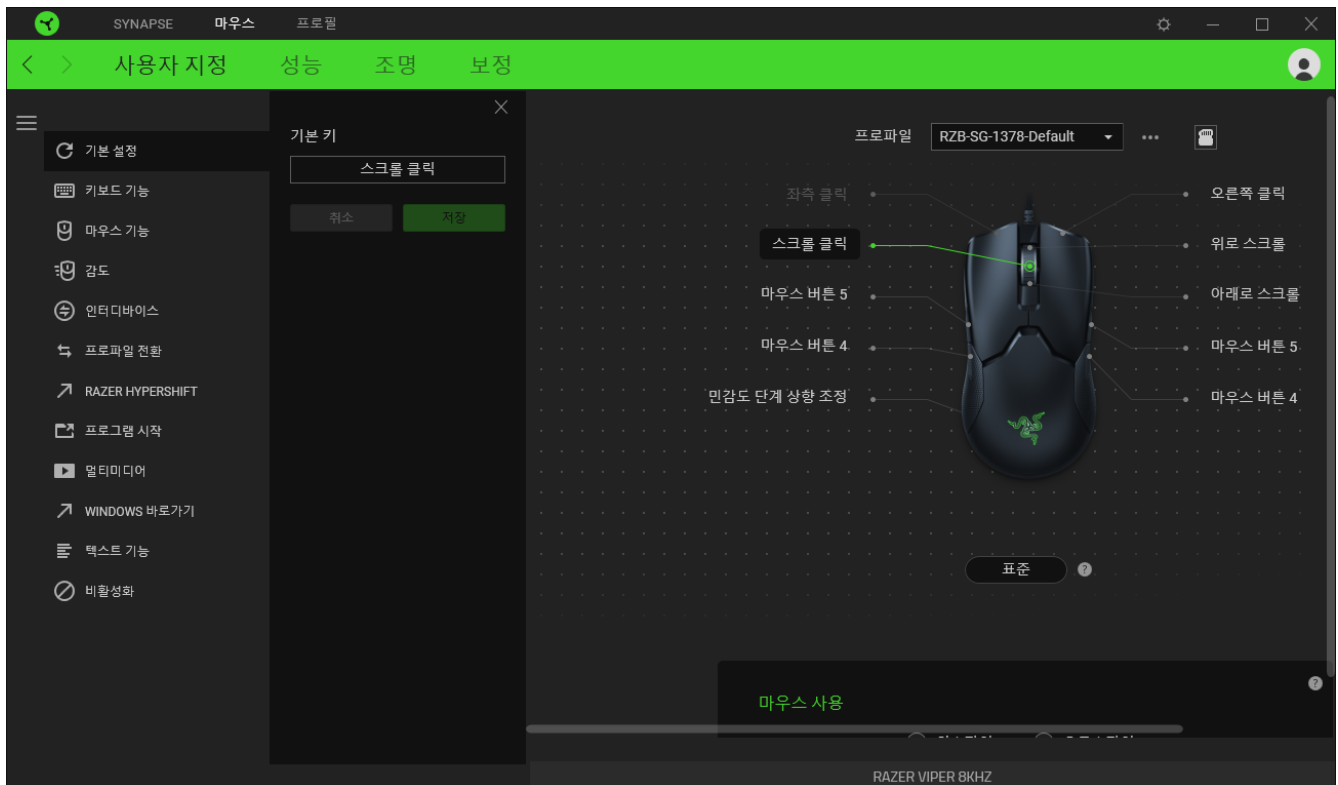 SYNAPSE 마우스 프로필
사용자 지정 성능 조명 보정
기본 설정
키보드 기능
마우스 기능
감도
인터디바이스
프로파일 전환
RAZER HYPERSHIFT
프로그램 시작
멀티미디어
WINDOWS 바로가기
텍스트 기능
비활성화
기본 키
스크롤 클릭
취소 저장
프로파일 RZB-SG-1378-Default
좌측 클릭
스크롤 클릭
마우스 버튼 5
마우스 버튼 4
민감도 단계 상향 조정
오른쪽 클릭
위로 스크롤
아래로 스크롤
마우스 버튼 5
마우스 버튼 4
표준 ?
?
마우스 사용
RAZER VIPER 8KHZ